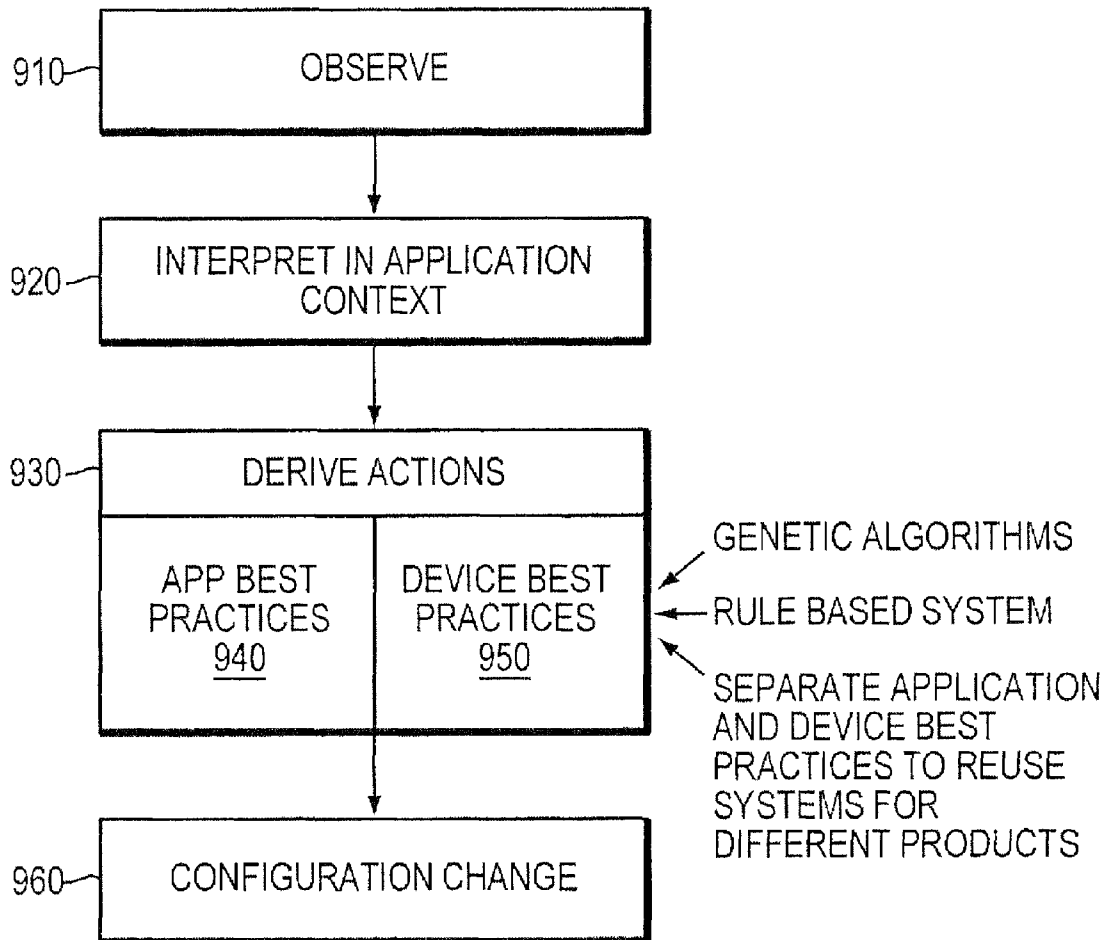 910
OBSERVE
920
INTERPRET IN APPLICATION
CONTEXT
930
DERIVE ACTIONS
APP BEST
PRACTICES
940
DEVICE BEST
PRACTICES
950
GENETIC ALGORITHMS
RULE BASED SYSTEM
SEPARATE APPLICATION
AND DEVICE BEST
PRACTICES TO REUSE
SYSTEMS FOR
DIFFERENT PRODUCTS
960
CONFIGURATION CHANGE